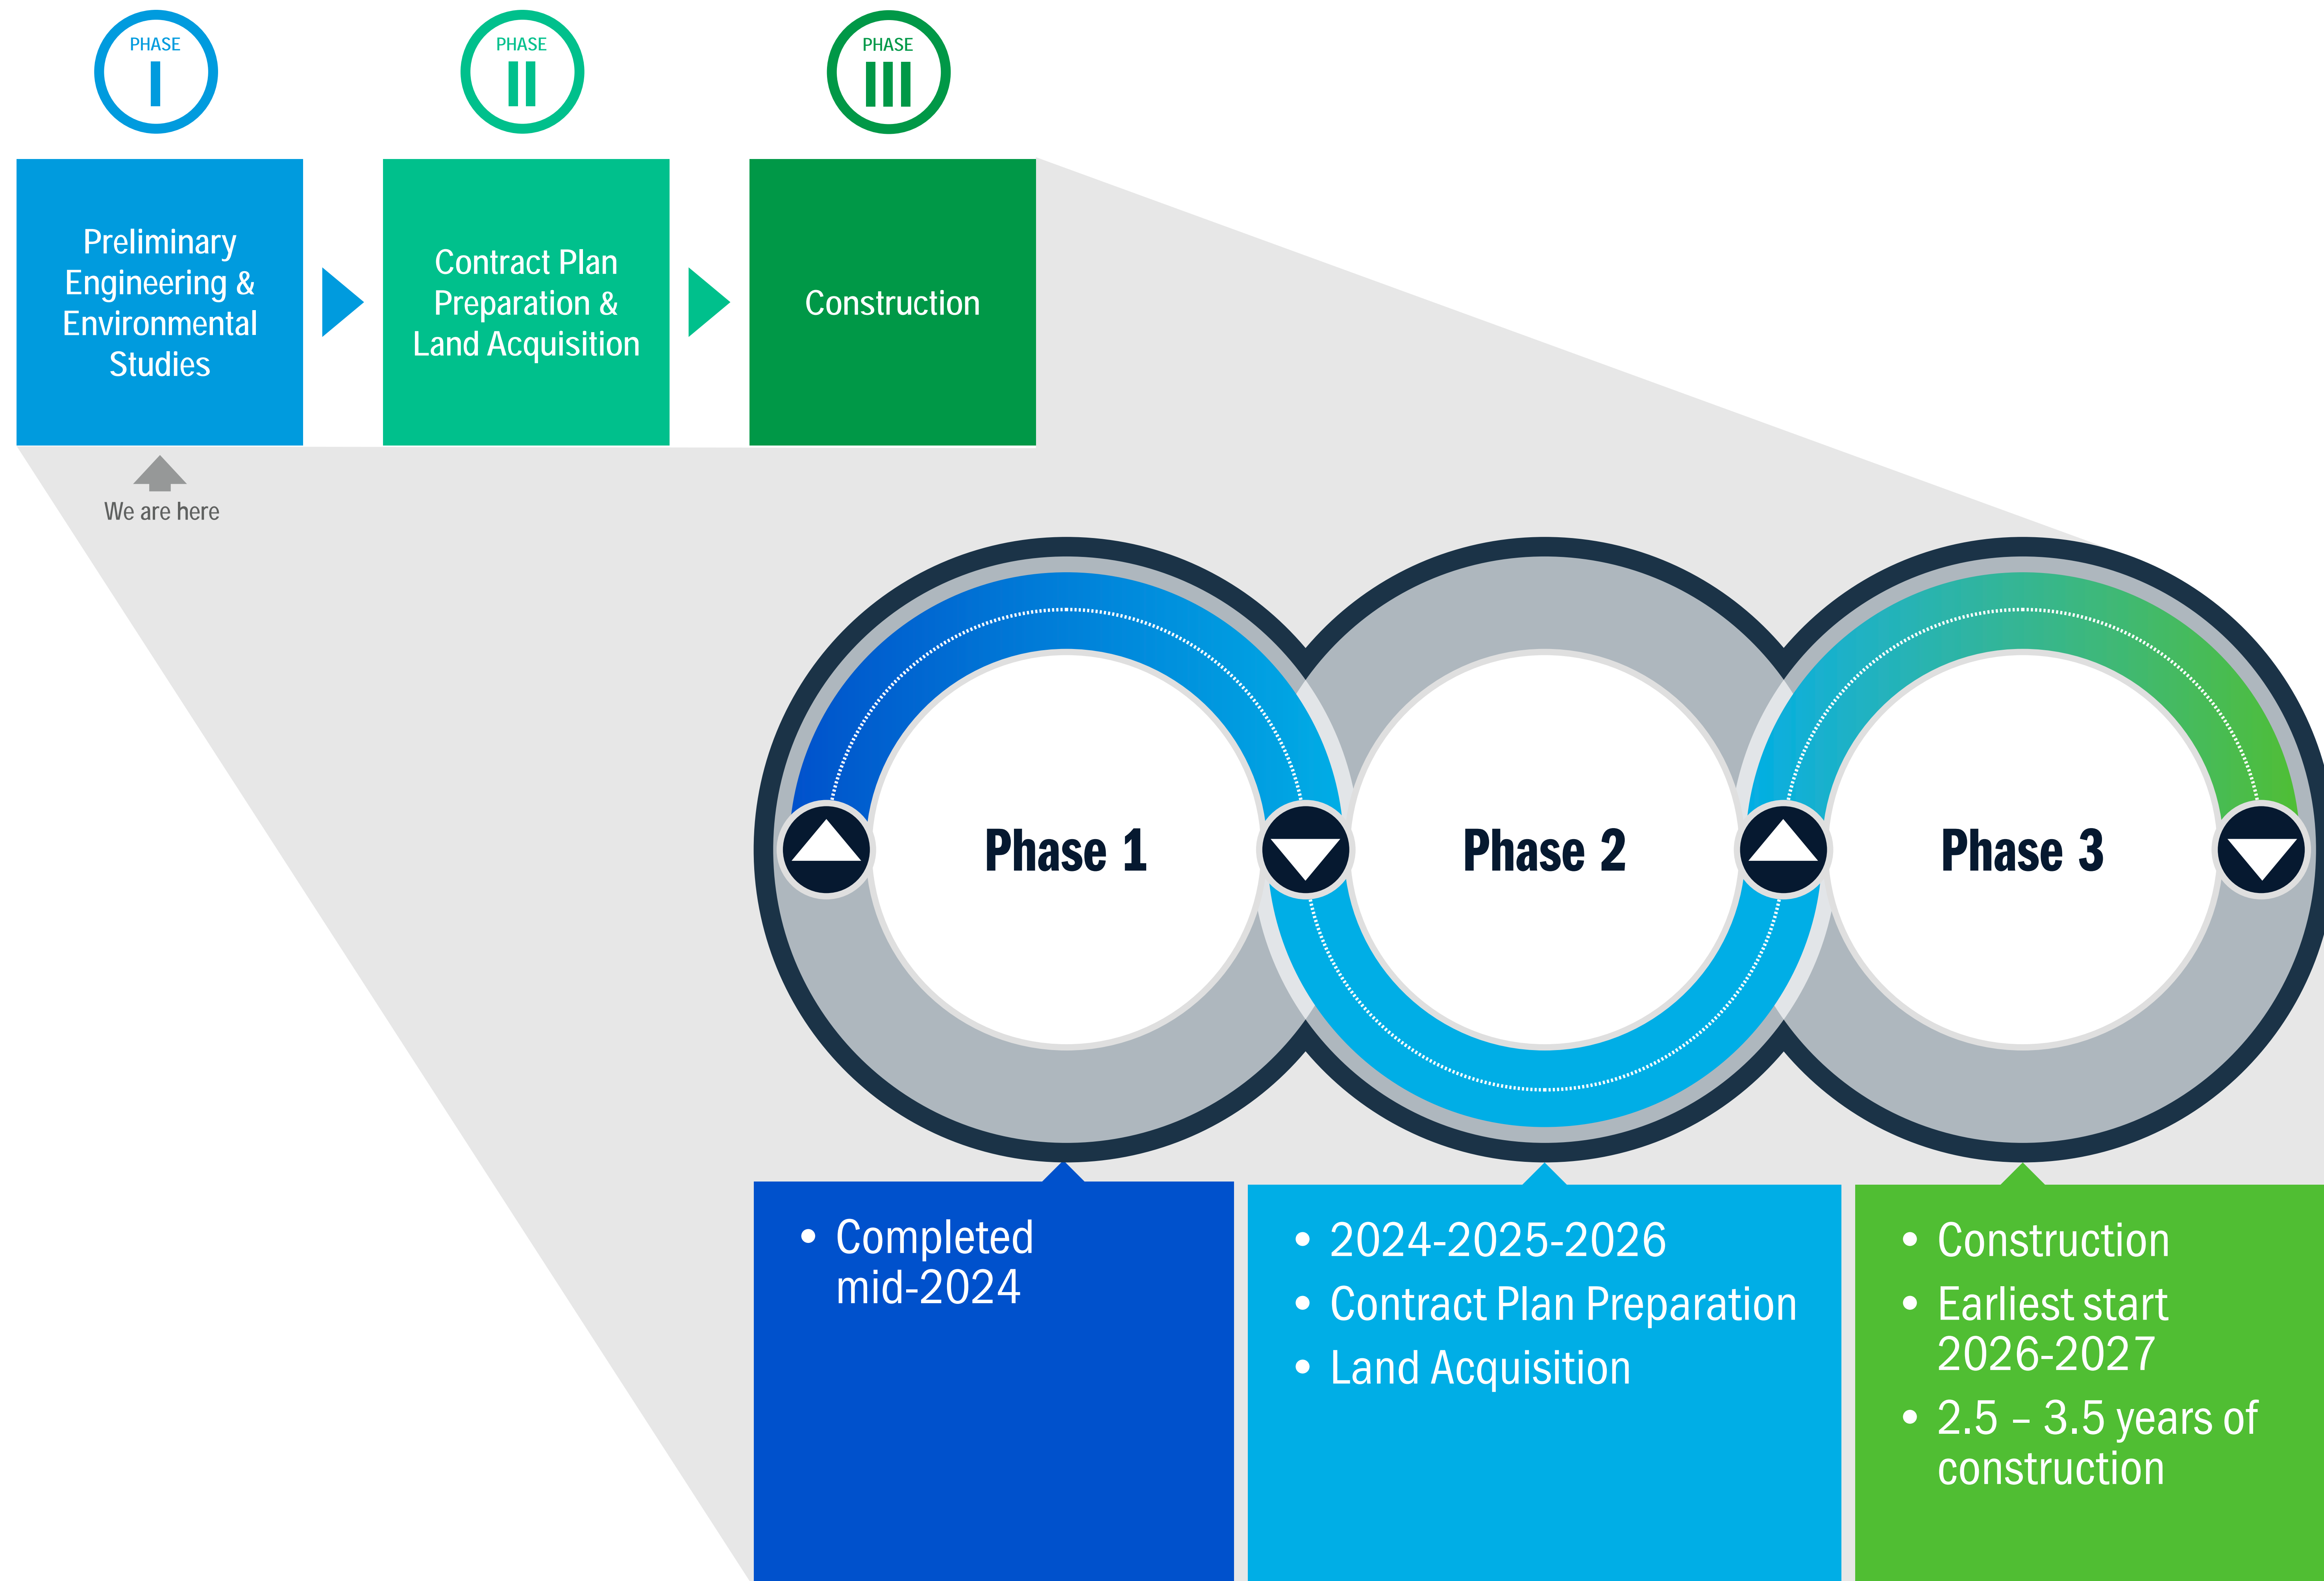 PHASE
I
PHASE
II
PHASE
III
Preliminary
Engineering &
Environmental
Studies
Contract Plan
Preparation &
Land Acquisition
Construction
We are here
Phase 1
Phase 2
Phase 3
• Completed
mid-2024
• 2024-2025-2026
• Contract Plan Preparation
• Land Acquisition
• Construction
• Earliest start
2026-2027
• 2.5 – 3.5 years of
construction